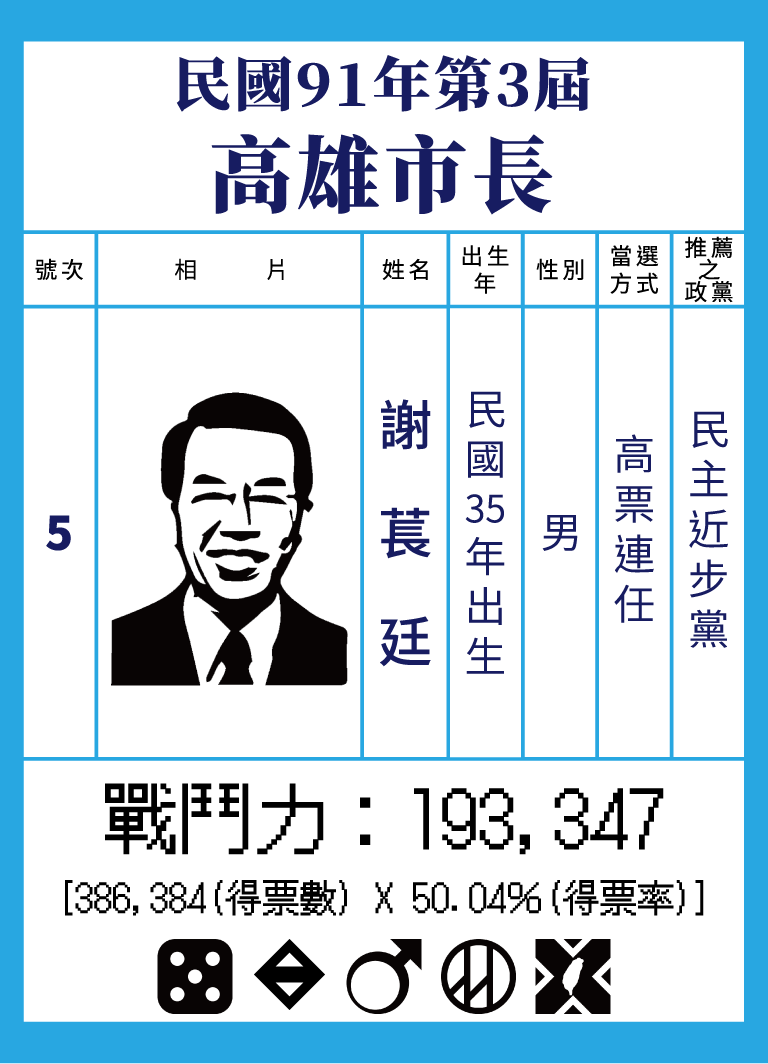 民國91年第3屆
高雄市長
號次
相 片
姓名
出生
年
性別
當選
方式
推薦
之
政黨
5
謝萇廷
民國35年出生
男
高票連任
民主近步黨
戰鬥力：193,347
[386,384(得票數) X 50.04%(得票率)]